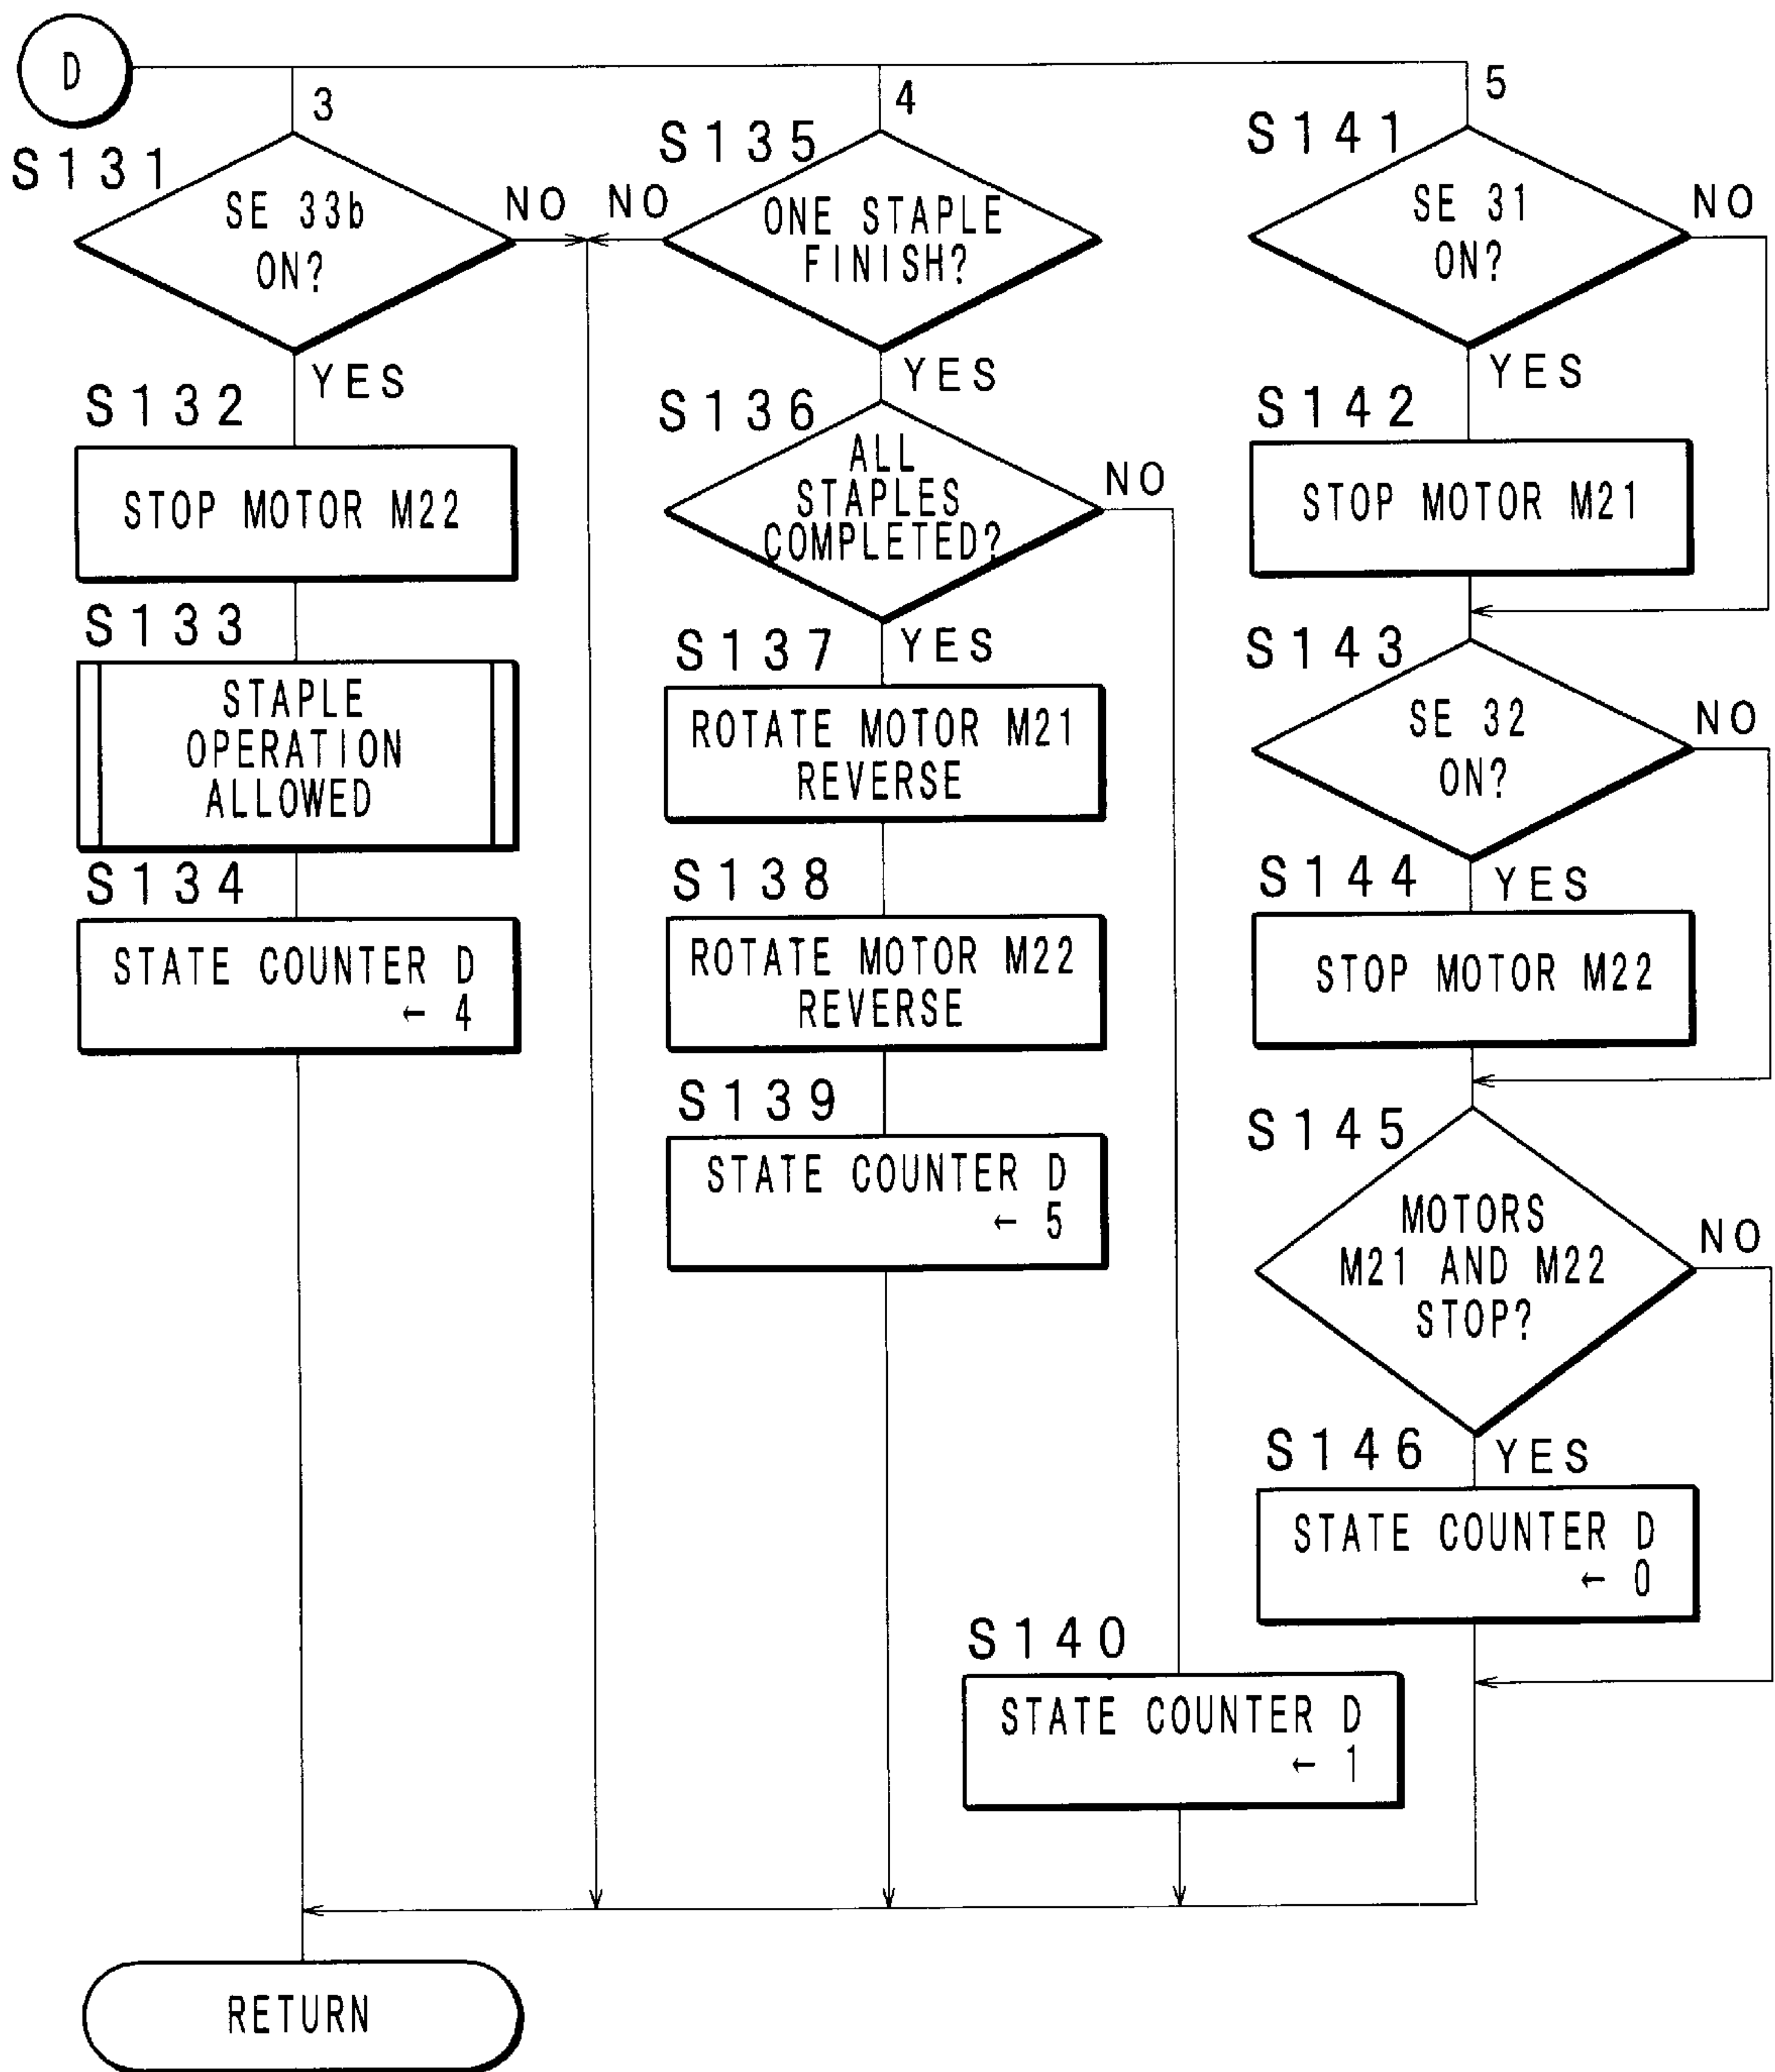 D
3
S131
SE 33b
ON?
NO
YES
S132
STOP MOTOR M22
S133
STAPLE
OPERATION
ALLOWED
S134
STATE COUNTER D
← 4
4
S135
ONE STAPLE
FINISH?
NO
YES
S136
ALL
STAPLES
COMPLETED?
NO
YES
S137
ROTATE MOTOR M21
REVERSE
S138
ROTATE MOTOR M22
REVERSE
S139
STATE COUNTER D
← 5
S140
STATE COUNTER D
← 1
5
S141
SE 31
ON?
NO
YES
S142
STOP MOTOR M21
S143
SE 32
ON?
NO
YES
S144
STOP MOTOR M22
S145
MOTORS
M21 AND M22
STOP?
NO
YES
S146
STATE COUNTER D
← 0
RETURN